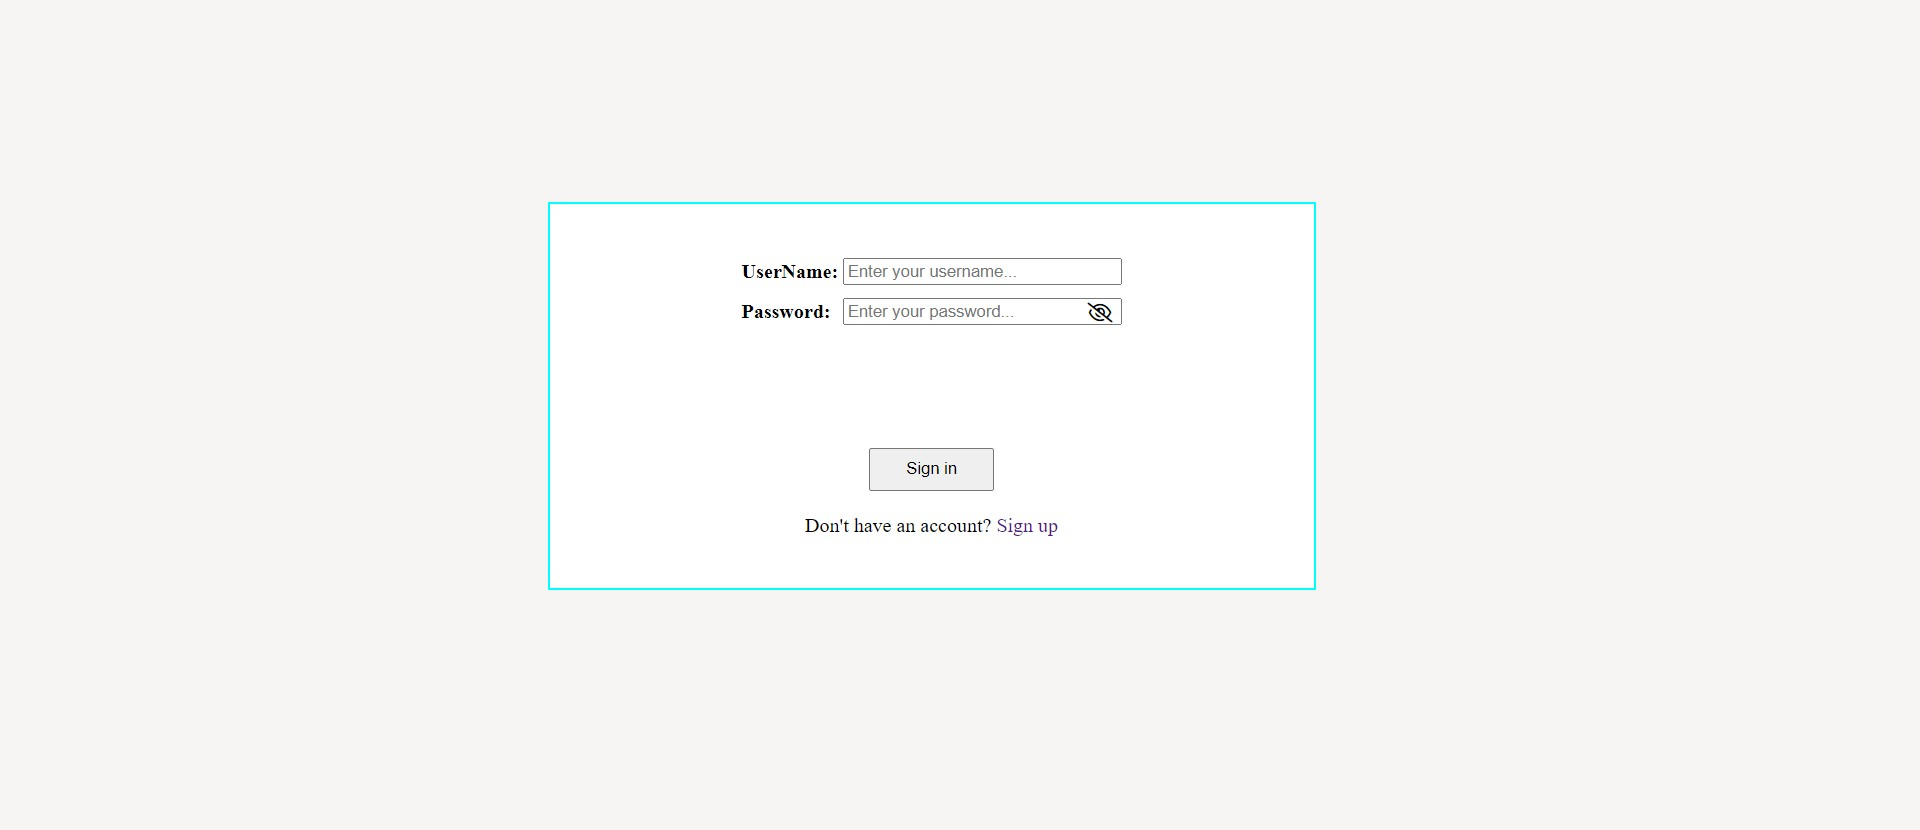 UserName: Enter your username...
Password: Enter your password...
Sign in
Don't have an account? Sign up